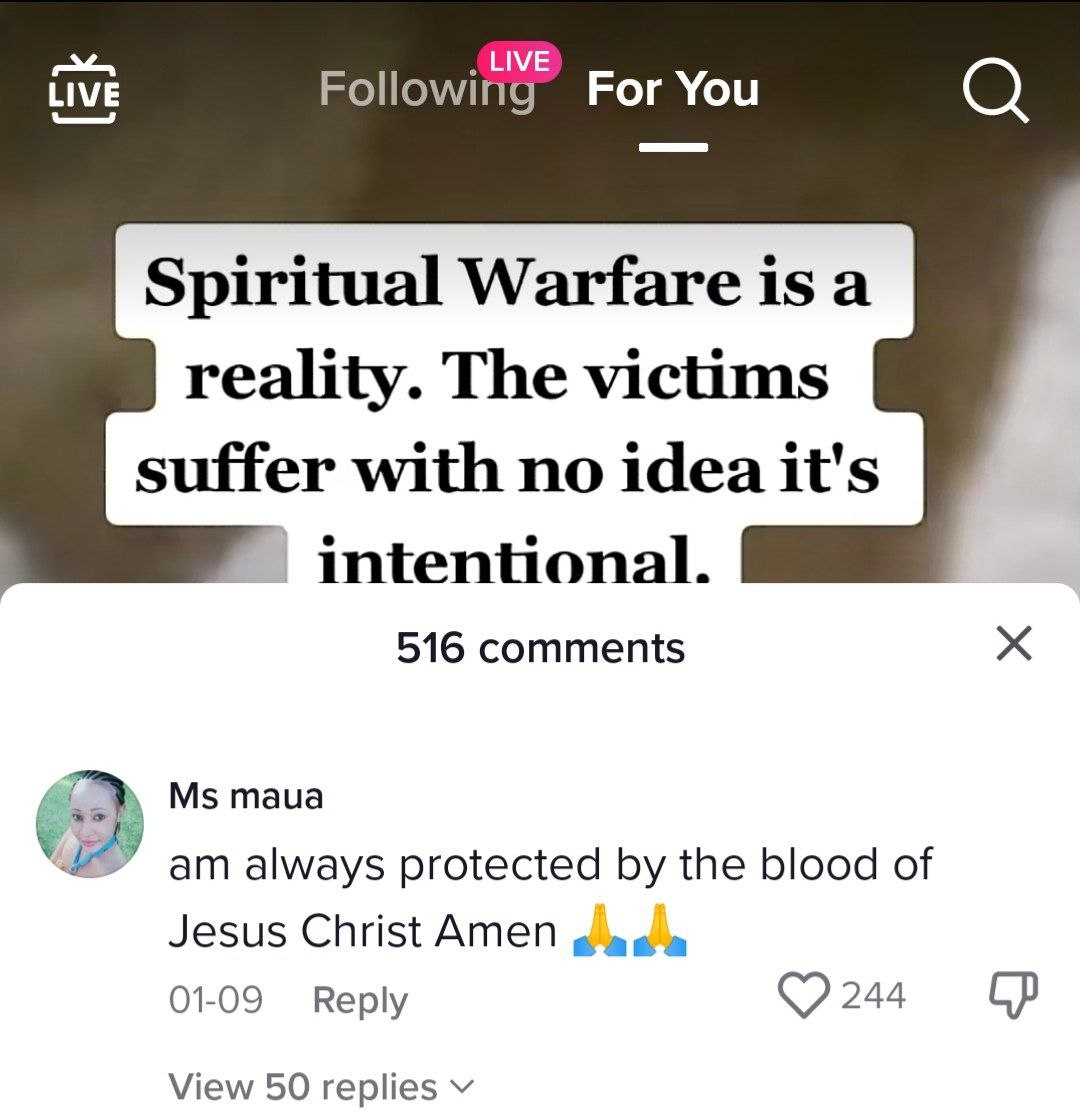 LIVE
LIVE
Following For You
Spiritual Warfare is a
reality. The victims
suffer with no idea it's
intentional.
516 comments
Ms maua
am always protected by the blood of
Jesus Christ Amen 🙏🙏
01-09 Reply 244
View 50 replies